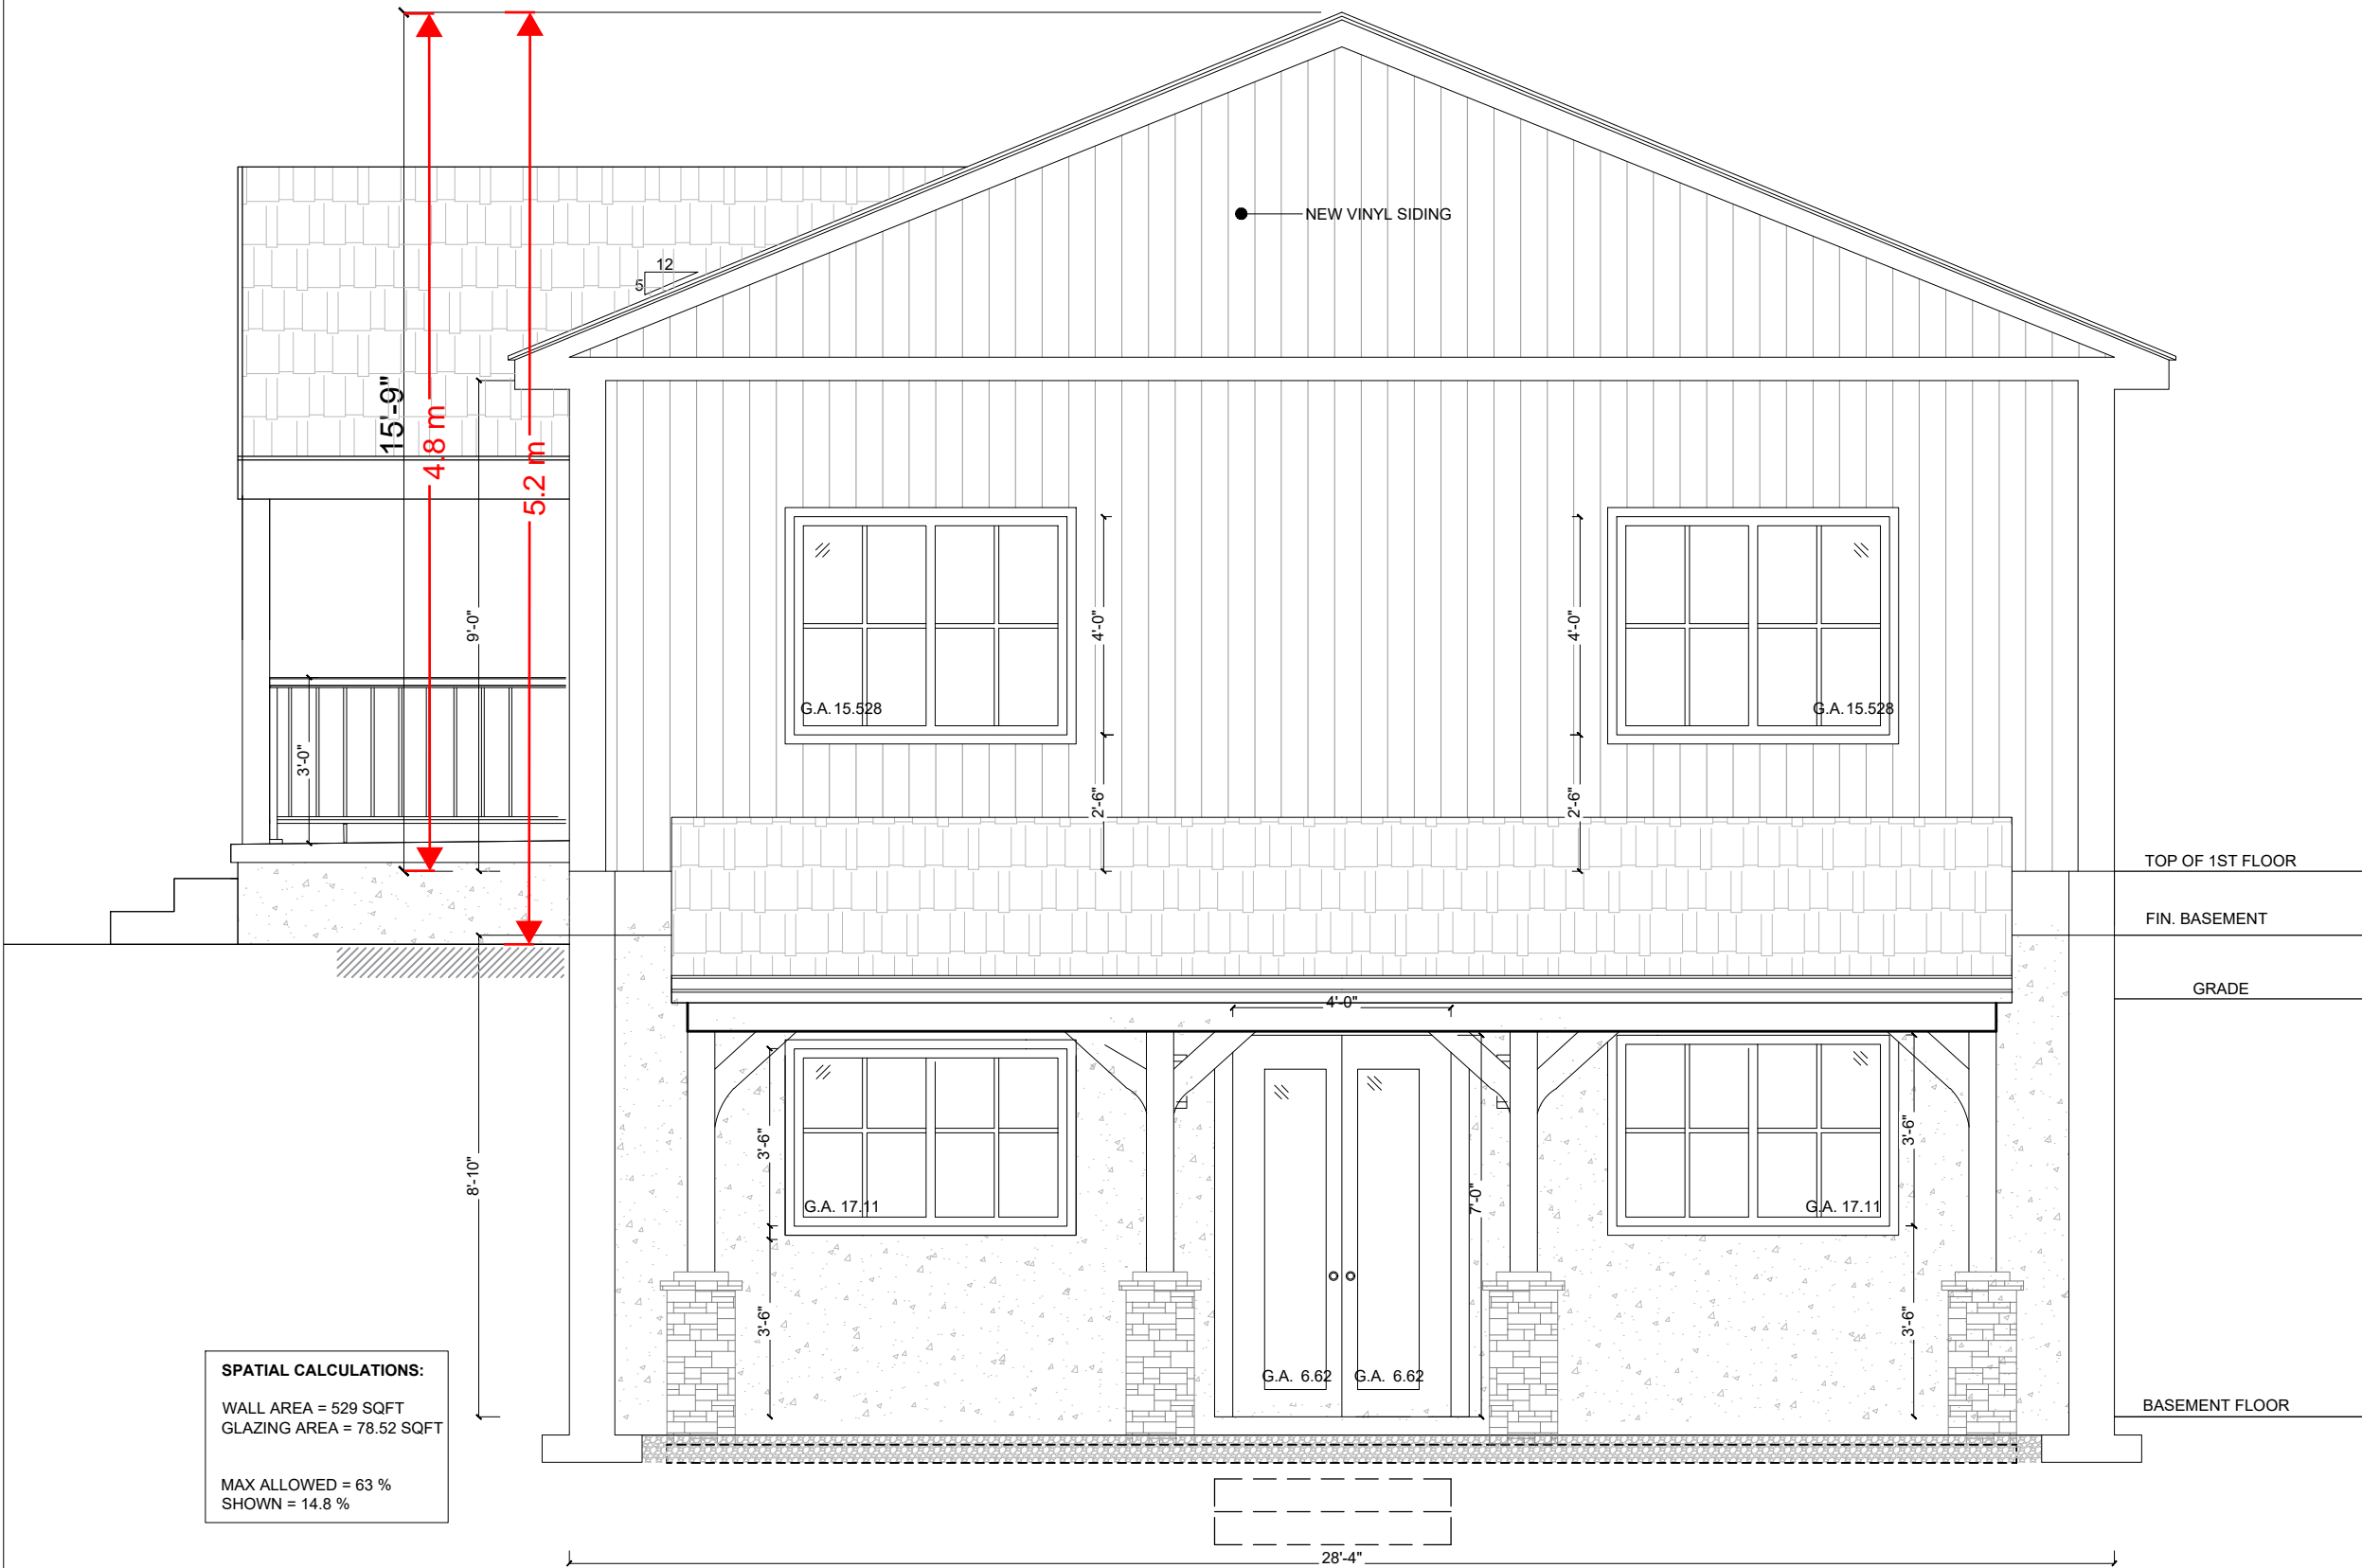 NEW VINYL SIDING
12
5
15'-9"
4.8 m
5.2 m
9'-0"
4'-0"
4'-0"
G.A. 15.528
G.A. 15.528
3'-0"
2'-6"
2'-6"
TOP OF 1ST FLOOR
FIN. BASEMENT
GRADE
4'-0"
3'-6"
3'-6"
8'-10"
7'-0"
G.A. 17.11
G.A. 17.11
3'-6"
3'-6"
G.A. 6.62
G.A. 6.62
BASEMENT FLOOR
SPATIAL CALCULATIONS:
WALL AREA = 529 SQFT
GLAZING AREA = 78.52 SQFT
MAX ALLOWED = 63 %
SHOWN = 14.8 %
28'-4"